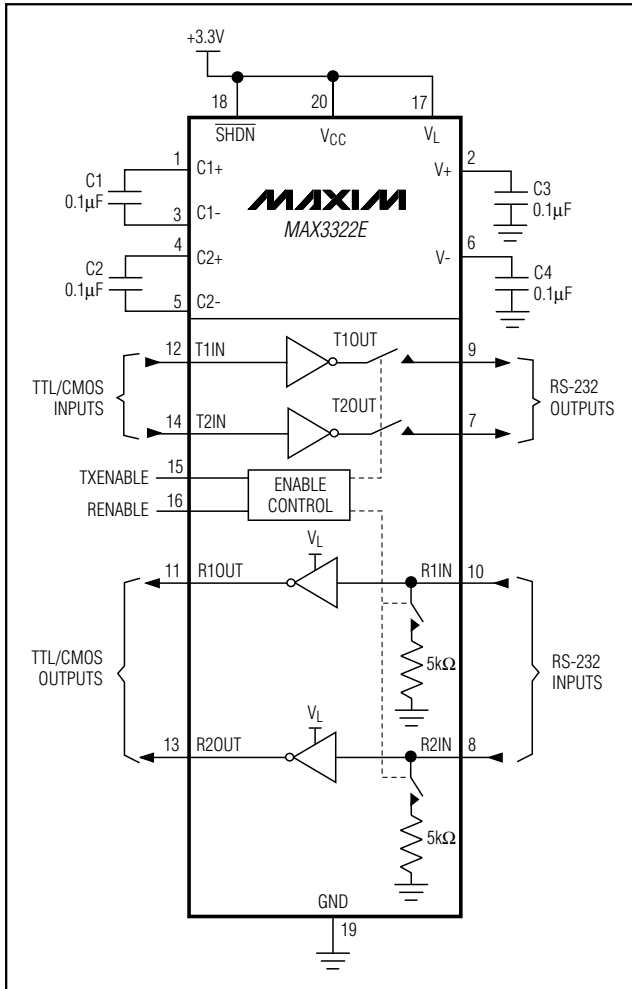 +3.3V
18 20 17
SHDN VCC VL
1 C1+ V+ 2
C1
0.1μF
C3
0.1μF
3 C1-
MAXIM
MAX3322E
4 C2+ V- 6
C2
0.1μF
C4
0.1μF
5 C2-
12 T1IN T1OUT 9
TTL/CMOS
INPUTS
RS-232
OUTPUTS
14 T2IN T2OUT 7
TXENABLE 15
RENABLE 16
ENABLE
CONTROL
VL
11 R1OUT R1IN 10
5kΩ
TTL/CMOS
OUTPUTS
RS-232
INPUTS
VL
13 R2OUT R2IN 8
5kΩ
GND
19